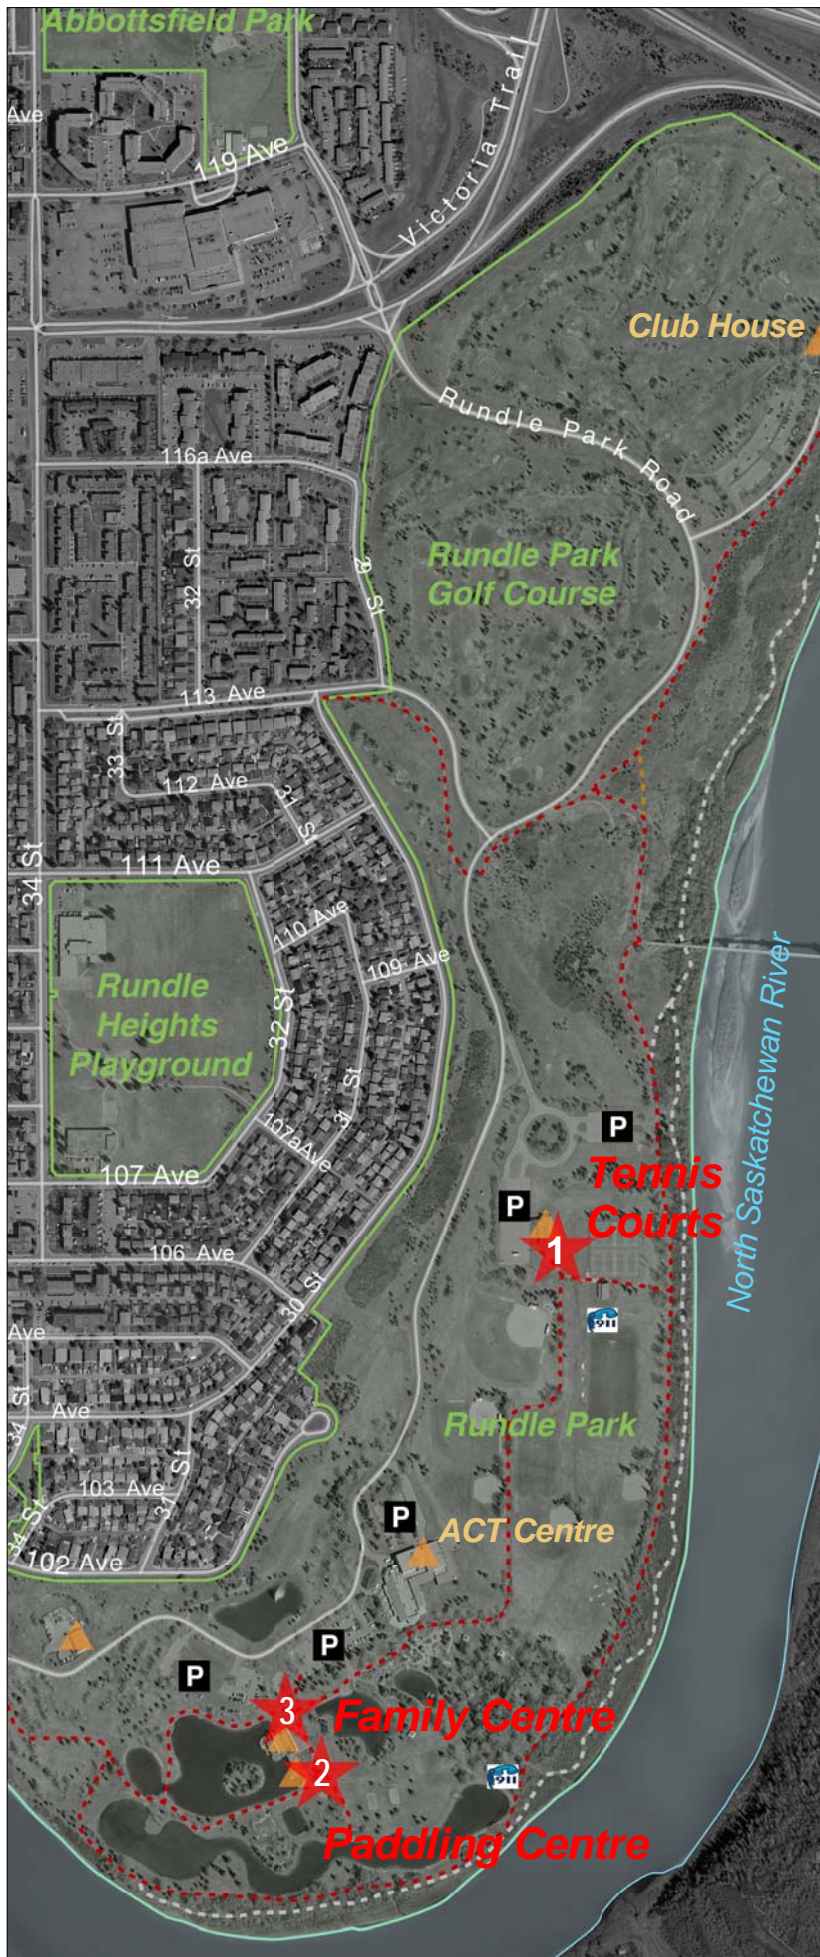 Abbottsfield Park
Ave
119 Ave
Victoria Trail
Club House
Rundle Park Road
116a Ave
32 St
29 St
Rundle Park
Golf Course
113 Ave
33 St
112 Ave
31 St
34 St
111 Ave
110 Ave
109 Ave
Rundle
Heights
Playground
32 St
31 St
107a Ave
107 Ave
North Saskatchewan River
P
Tennis
Courts
P
1
106 Ave
30 St
911
Ave
34 St
Ave
Rundle Park
31 St
103 Ave
34 St
102 Ave
P
ACT Centre
P
P
3
Family Centre
2
911
Paddling Centre